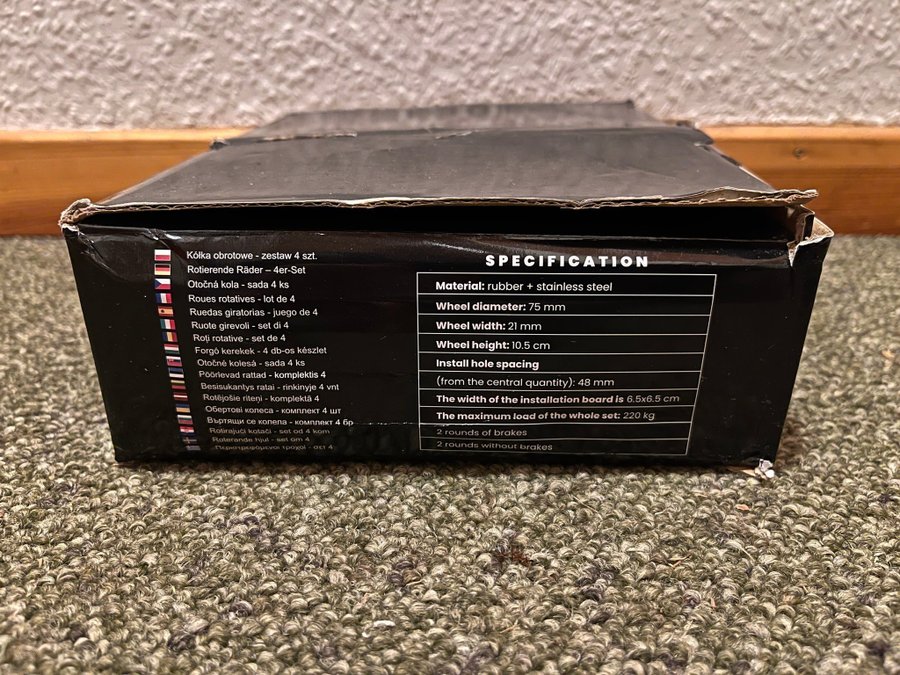 Kółka obrotowe - zestaw 4 szt.
Rotierende Räder – 4er-Set
Otočná kola - sada 4 ks
Roues rotatives - lot de 4
Ruedas giratorias - juego de 4
Ruote girevoli - set di 4
Roți rotative - set de 4
Forgó kerekek - 4 db-os készlet
Otočné kolesá - sada 4 ks
Pöörlevad rattad - komplektis 4
Besisukantys ratai - rinkinyje 4 vnt
Rotējošie riteņi - komplektā 4
Обертові колеса - комплект 4 шт
Въртящи се колела - комплект 4 бр
Rotirajući kotači - set od 4 kom
Roterande hjul - set om 4
Περιστρεφόμενοι τροχοί - σετ 4
SPECIFICATION
Material: rubber + stainless steel
Wheel diameter: 75 mm
Wheel width: 21 mm
Wheel height: 10.5 cm
Install hole spacing
(from the central quantity): 48 mm
The width of the installation board is 6.5x6.5 cm
The maximum load of the whole set: 220 kg
2 rounds of brakes
2 rounds without brakes